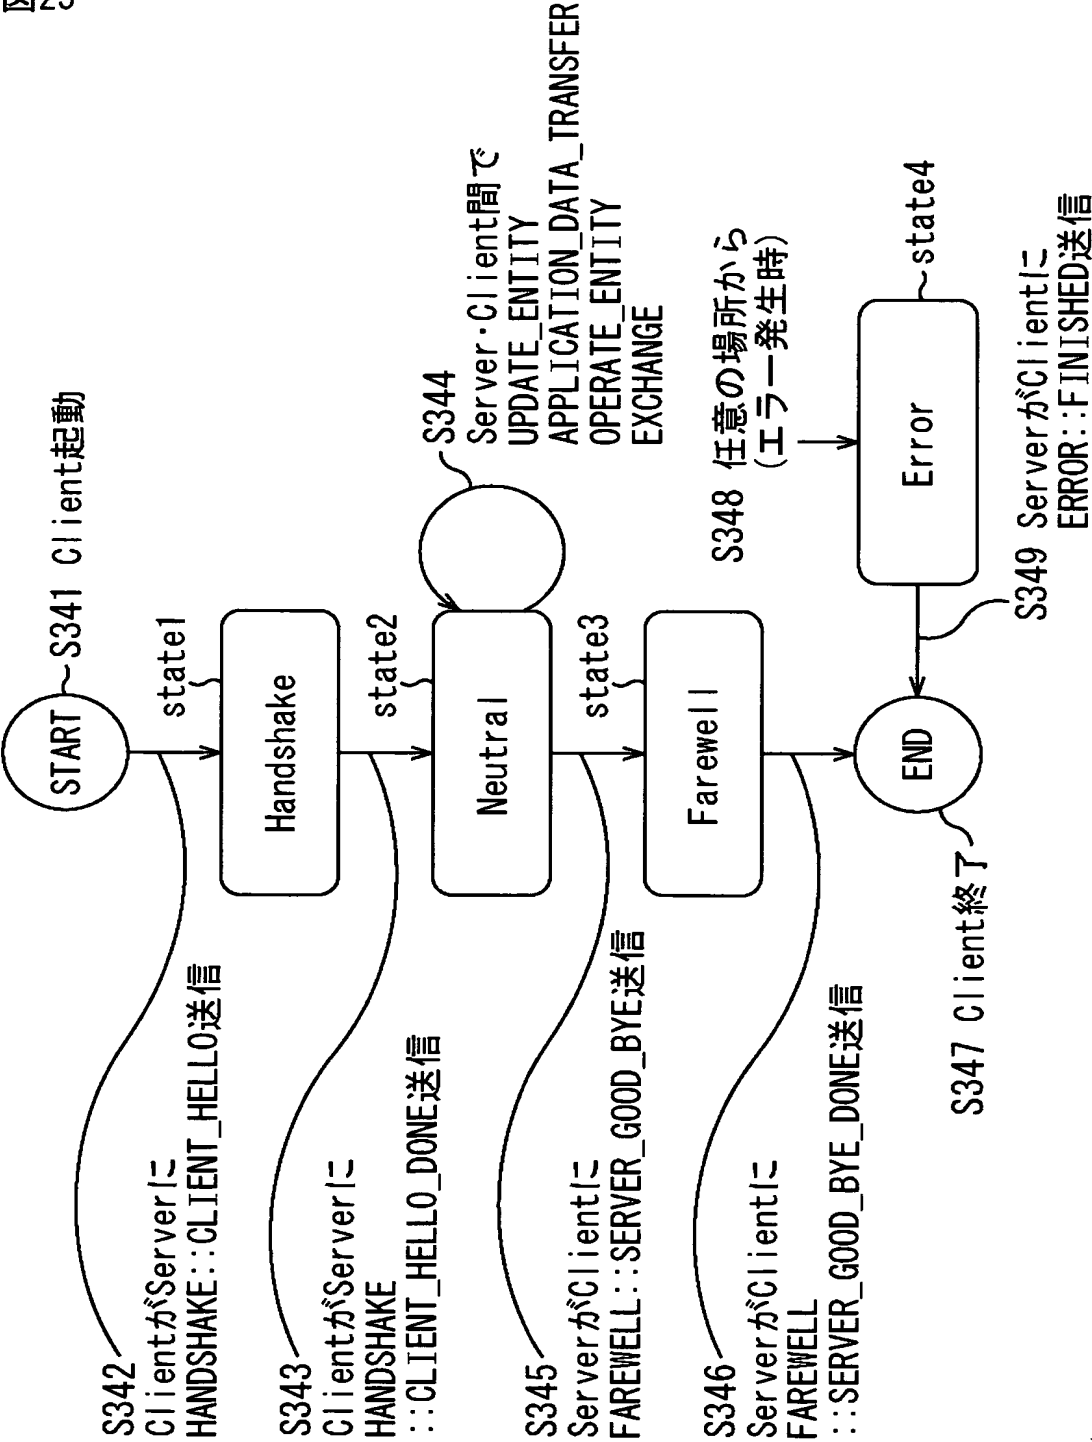 図25
START
S341 Client起動
S342
ClientがServerに
HANDSHAKE::CLIENT_HELLO送信
state1
Handshake
S343
ClientがServerに
HANDSHAKE
::CLIENT_HELLO_DONE送信
state2
Neutral
S344
Server・Client間で
UPDATE_ENTITY
APPLICATION_DATA_TRANSFER
OPERATE_ENTITY
EXCHANGE
S345
ServerがClientに
FAREWELL::SERVER_GOOD_BYE送信
state3
Farewell
S346
ServerがClientに
FAREWELL
::SERVER_GOOD_BYE_DONE送信
END
S347 Client終了
S348 任意の場所から
(エラー発生時)
Error
state4
S349 ServerがClientに
ERROR::FINISHED送信